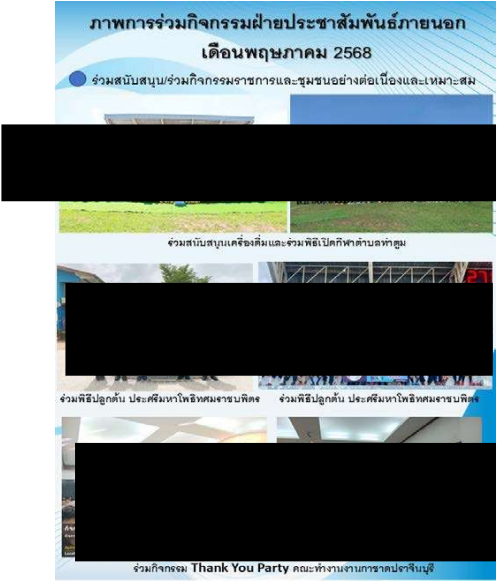 ภาพการร่วมกิจกรรมฝ่ายประชาสัมพันธ์ภายนอก
เดือนพฤษภาคม 2568
ร่วมสนับสนุน/ร่วมกิจกรรมราชการและชุมชนอย่างต่อเนื่องและเหมาะสม
ร่วมสนับสนุนเครื่องดื่มและร่วมพิธีเปิดกีฬาตำบลท่าตูม
27
ร่วมพิธีปลูกต้น ประศรีมหาโพธิทศมราชบพิตร
ร่วมพิธีปลูกต้น ประศรีมหาโพธิทศมราชบพิตร
ร่วมกิจกรรม Thank You Party คณะทำงานงานกาชาดปราจีนบุรี